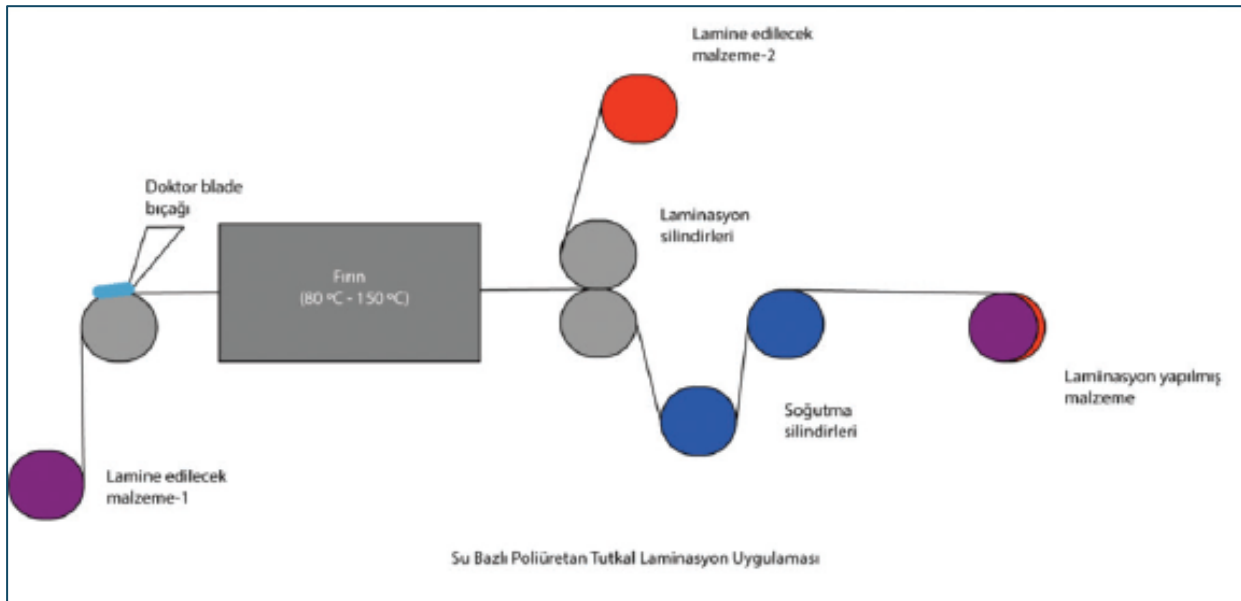 Lamine edilecek
malzeme-2
Doktor blade
bıçağı
Laminasyon
silindirleri
Fırın
(80 ºC - 150 ºC)
Laminasyon yapılmış
malzeme
Soğutma
silindirleri
Lamine edilecek
malzeme-1
Su Bazlı Poliüretan Tutkal Laminasyon Uygulaması